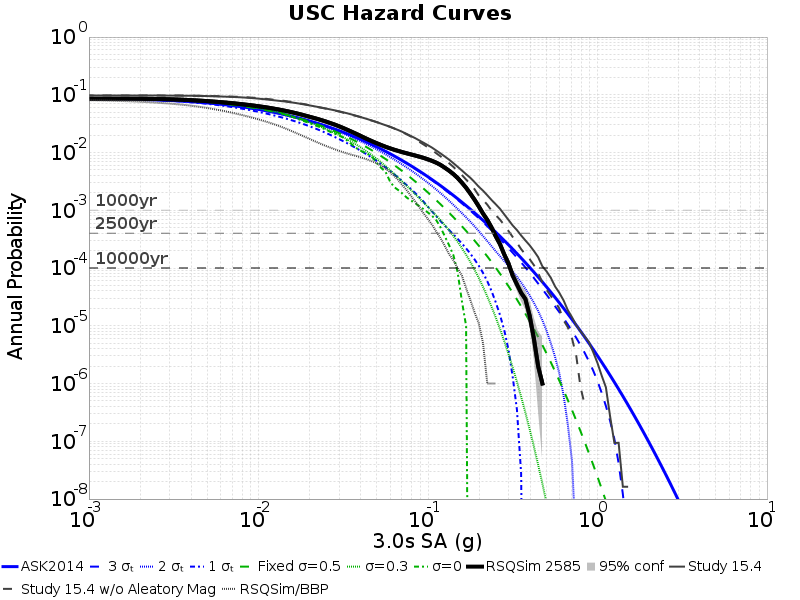 USC Hazard Curves
10⁰
10⁻¹
10⁻²
10⁻³
10⁻⁴
10⁻⁵
10⁻⁶
10⁻⁷
10⁻⁸
Annual Probability
1000yr
2500yr
10000yr
10⁻³ 10⁻² 10⁻¹ 10⁰ 10¹
3.0s SA (g)
ASK2014 3 σₜ 2 σₜ 1 σₜ Fixed σ=0.5 σ=0.3 σ=0 RSQSim 2585 95% conf Study 15.4
Study 15.4 w/o Aleatory Mag RSQSim/BBP